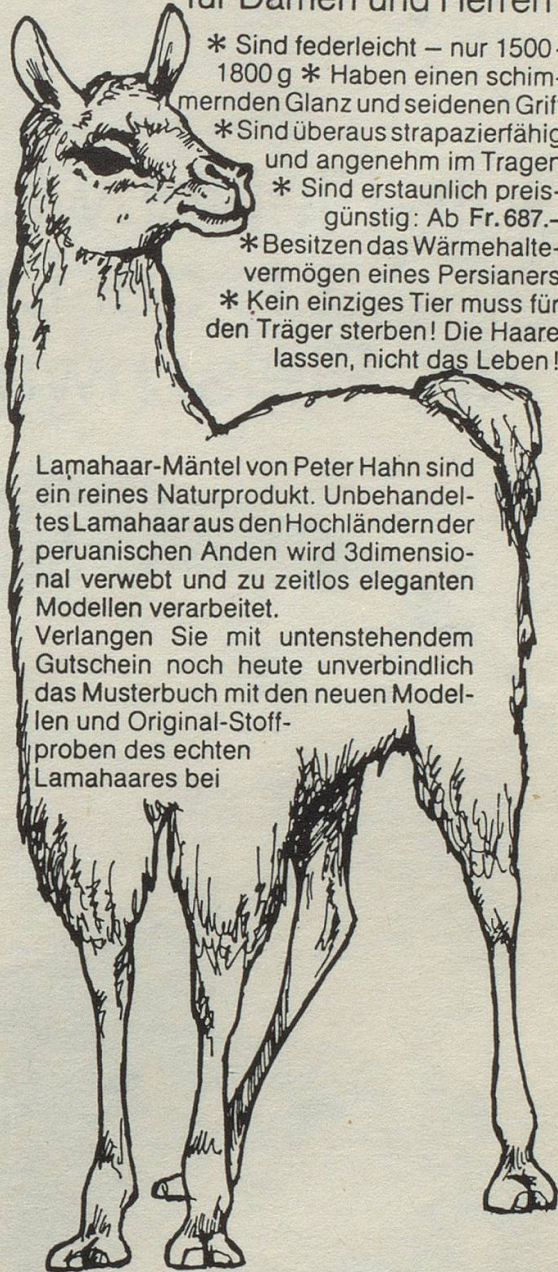 für Damen und Herren
* Sind federleicht – nur 1500-
1800 g * Haben einen schim-
mernden Glanz und seidenen Grif
* Sind überaus strapazierfähig
und angenehm im Tragen
* Sind erstaunlich preis-
günstig: Ab Fr. 687.-
* Besitzen das Wärmehalte-
vermögen eines Persianers
* Kein einziges Tier muss für
den Träger sterben! Die Haare
lassen, nicht das Leben!
Lamahaar-Mäntel von Peter Hahn sind
ein reines Naturprodukt. Unbehandel-
tes Lamahaar aus den Hochländern der
peruanischen Anden wird 3dimensio-
nal verwebt und zu zeitlos eleganten
Modellen verarbeitet.
Verlangen Sie mit untenstehendem
Gutschein noch heute unverbindlich
das Musterbuch mit den neuen Model-
len und Original-Stoff-
proben des echten
Lamahaares bei